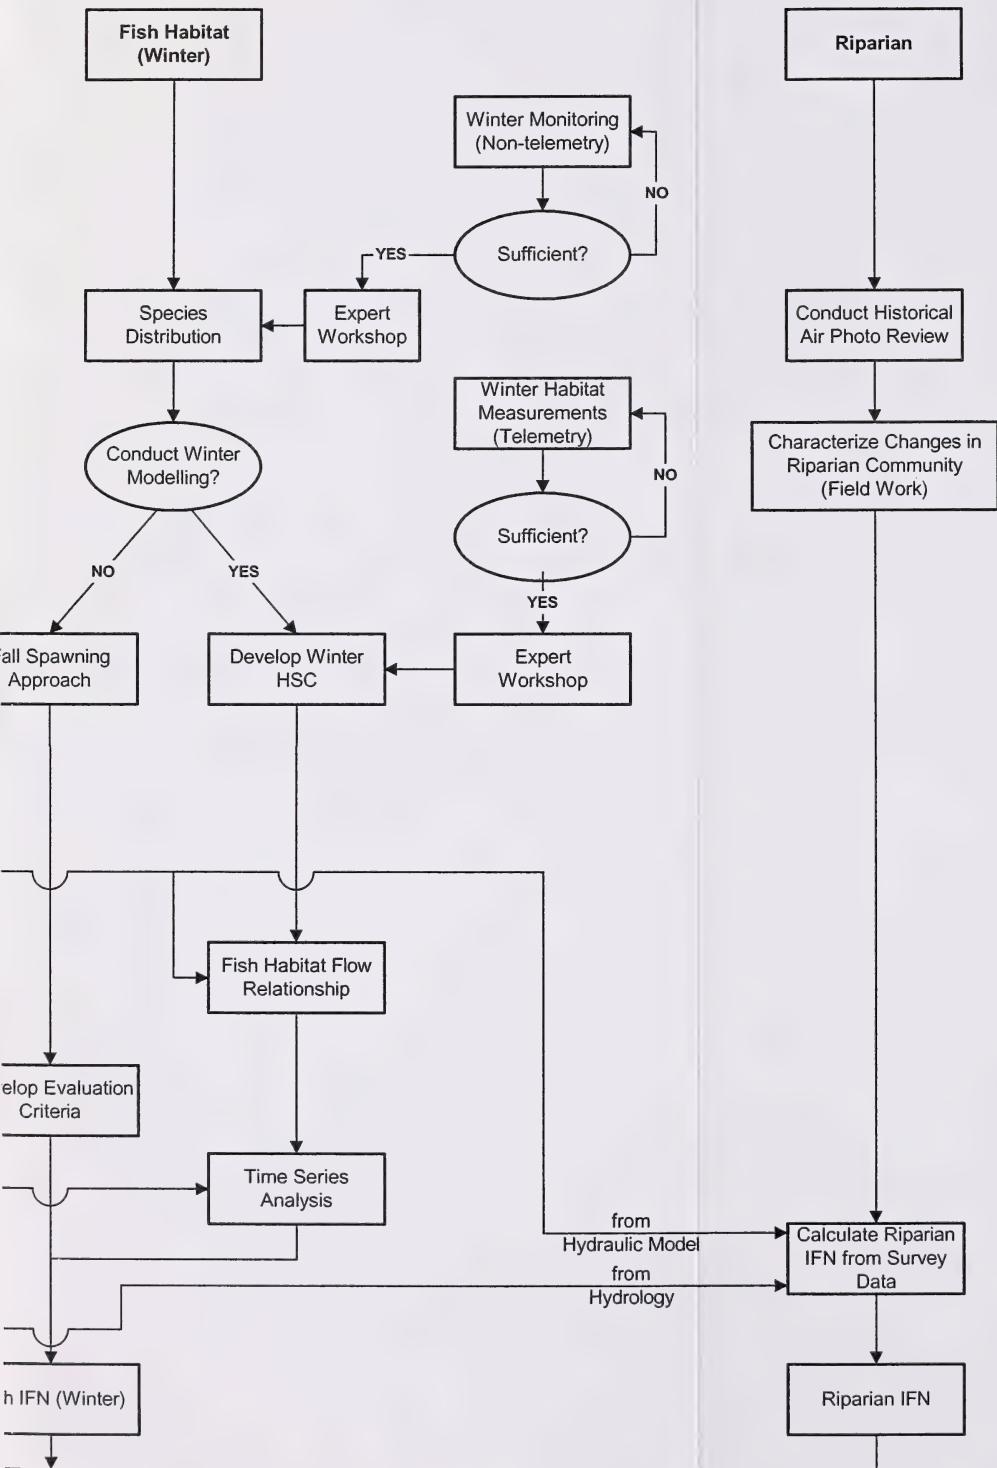 Fish Habitat
(Winter)
Riparian
Winter Monitoring
(Non-telemetry)
NO
Sufficient?
YES
Species
Distribution
Expert
Workshop
Conduct Historical
Air Photo Review
Winter Habitat
Measurements
(Telemetry)
NO
Conduct Winter
Modelling?
Characterize Changes in
Riparian Community
(Field Work)
Sufficient?
NO
YES
YES
all Spawning
Approach
Develop Winter
HSC
Expert
Workshop
Fish Habitat Flow
Relationship
elop Evaluation
Criteria
Time Series
Analysis
from
Hydraulic Model
Calculate Riparian
IFN from Survey
Data
from
Hydrology
h IFN (Winter)
Riparian IFN